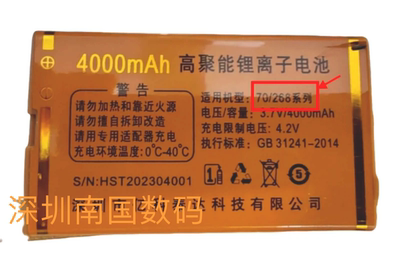 4000mAh 高聚能锂离子电池
警告
请勿加热和靠近火源
请勿自行拆卸或改装
请用专用适配器充电
充电环境温度0℃-40℃
适用机型: 70/268系列
电压/容量: 3.7V/4000mAh
充电限制电压: 4.2V
执行标准: GB 31241-2014
S/N:HST202304001
深圳南国数码